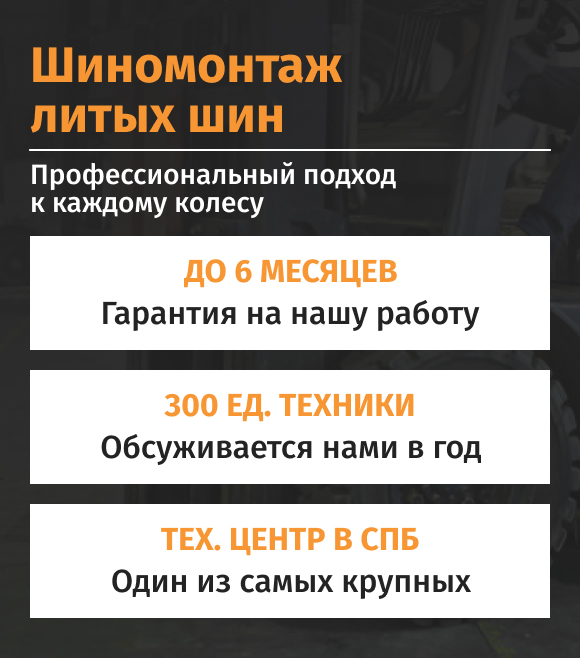 Шиномонтаж
литых шин
Профессиональный подход
к каждому колесу
ДО 6 МЕСЯЦЕВ
Гарантия на нашу работу
300 ЕД. ТЕХНИКИ
Обсуживается нами в год
ТЕХ. ЦЕНТР В СПБ
Один из самых крупных